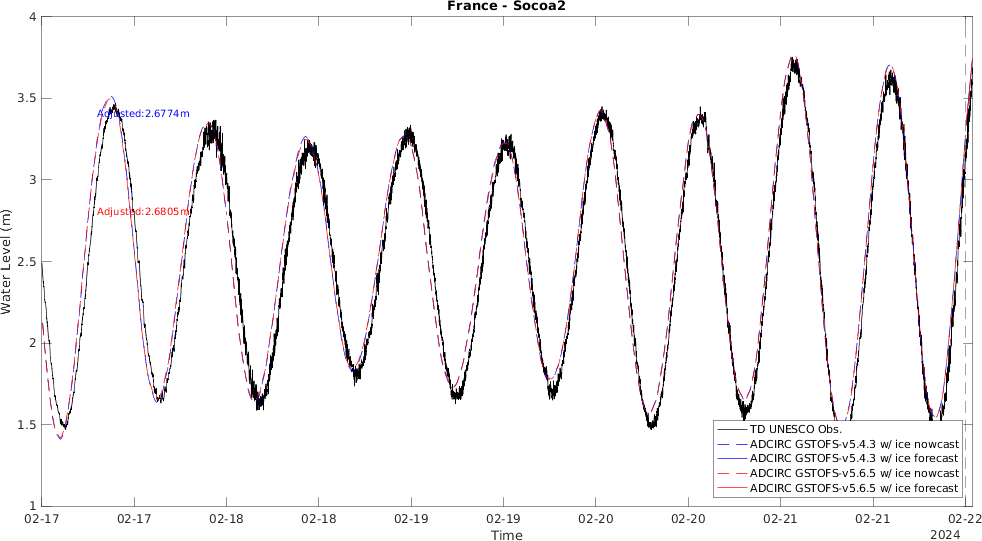 France - Socoa2
Water Level (m)
4
3.5
3
2.5
2
1.5
1
Adjusted:2.6774m
Adjusted:2.6805m
TD UNESCO Obs.
ADCIRC GSTOFS-v5.4.3 w/ ice nowcast
ADCIRC GSTOFS-v5.4.3 w/ ice forecast
ADCIRC GSTOFS-v5.6.5 w/ ice nowcast
ADCIRC GSTOFS-v5.6.5 w/ ice forecast
02-17 02-17 02-18 02-18 02-19 02-19 02-20 02-20 02-21 02-21 02-22
Time
2024